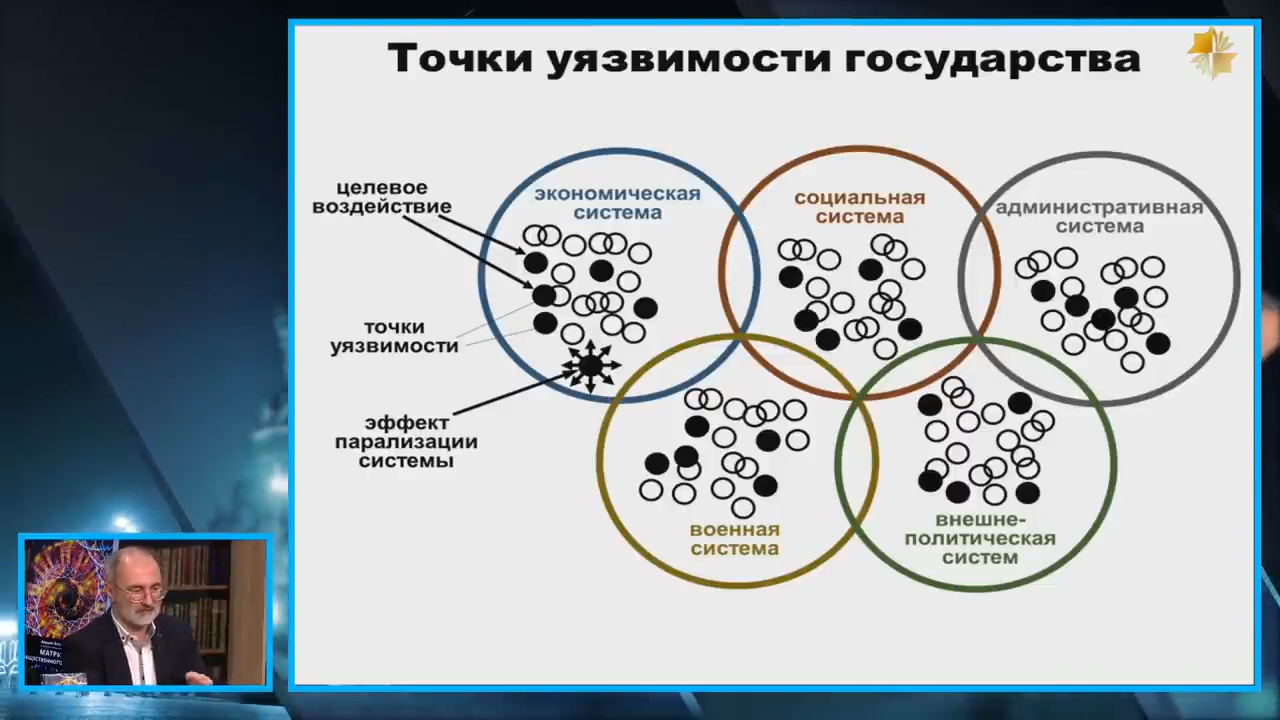 Точки уязвимости государства
целевое
воздействие
экономическая
система
социальная
система
административная
система
точки
уязвимости
эффект
парализации
системы
военная
система
внешне-
политическая
систем
МАТРИ